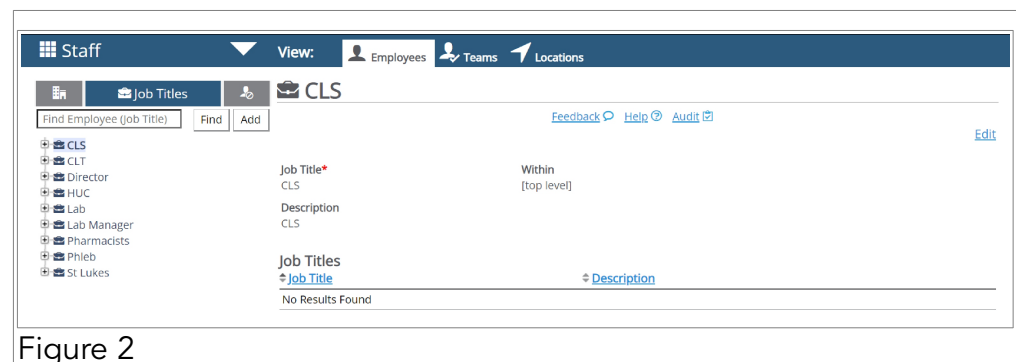 Staff
View:
Employees
Teams
Locations
Job Titles
Find Employee (Job Title)
Find
Add
CLS
CLT
Director
HUC
Lab
Lab Manager
Pharmacists
Phleb
St Lukes
CLS
Feedback Help Audit
Edit
Job Title* Within
CLS [top level]
Description
CLS
Job Titles
Job Title Description
No Results Found
Figure 2